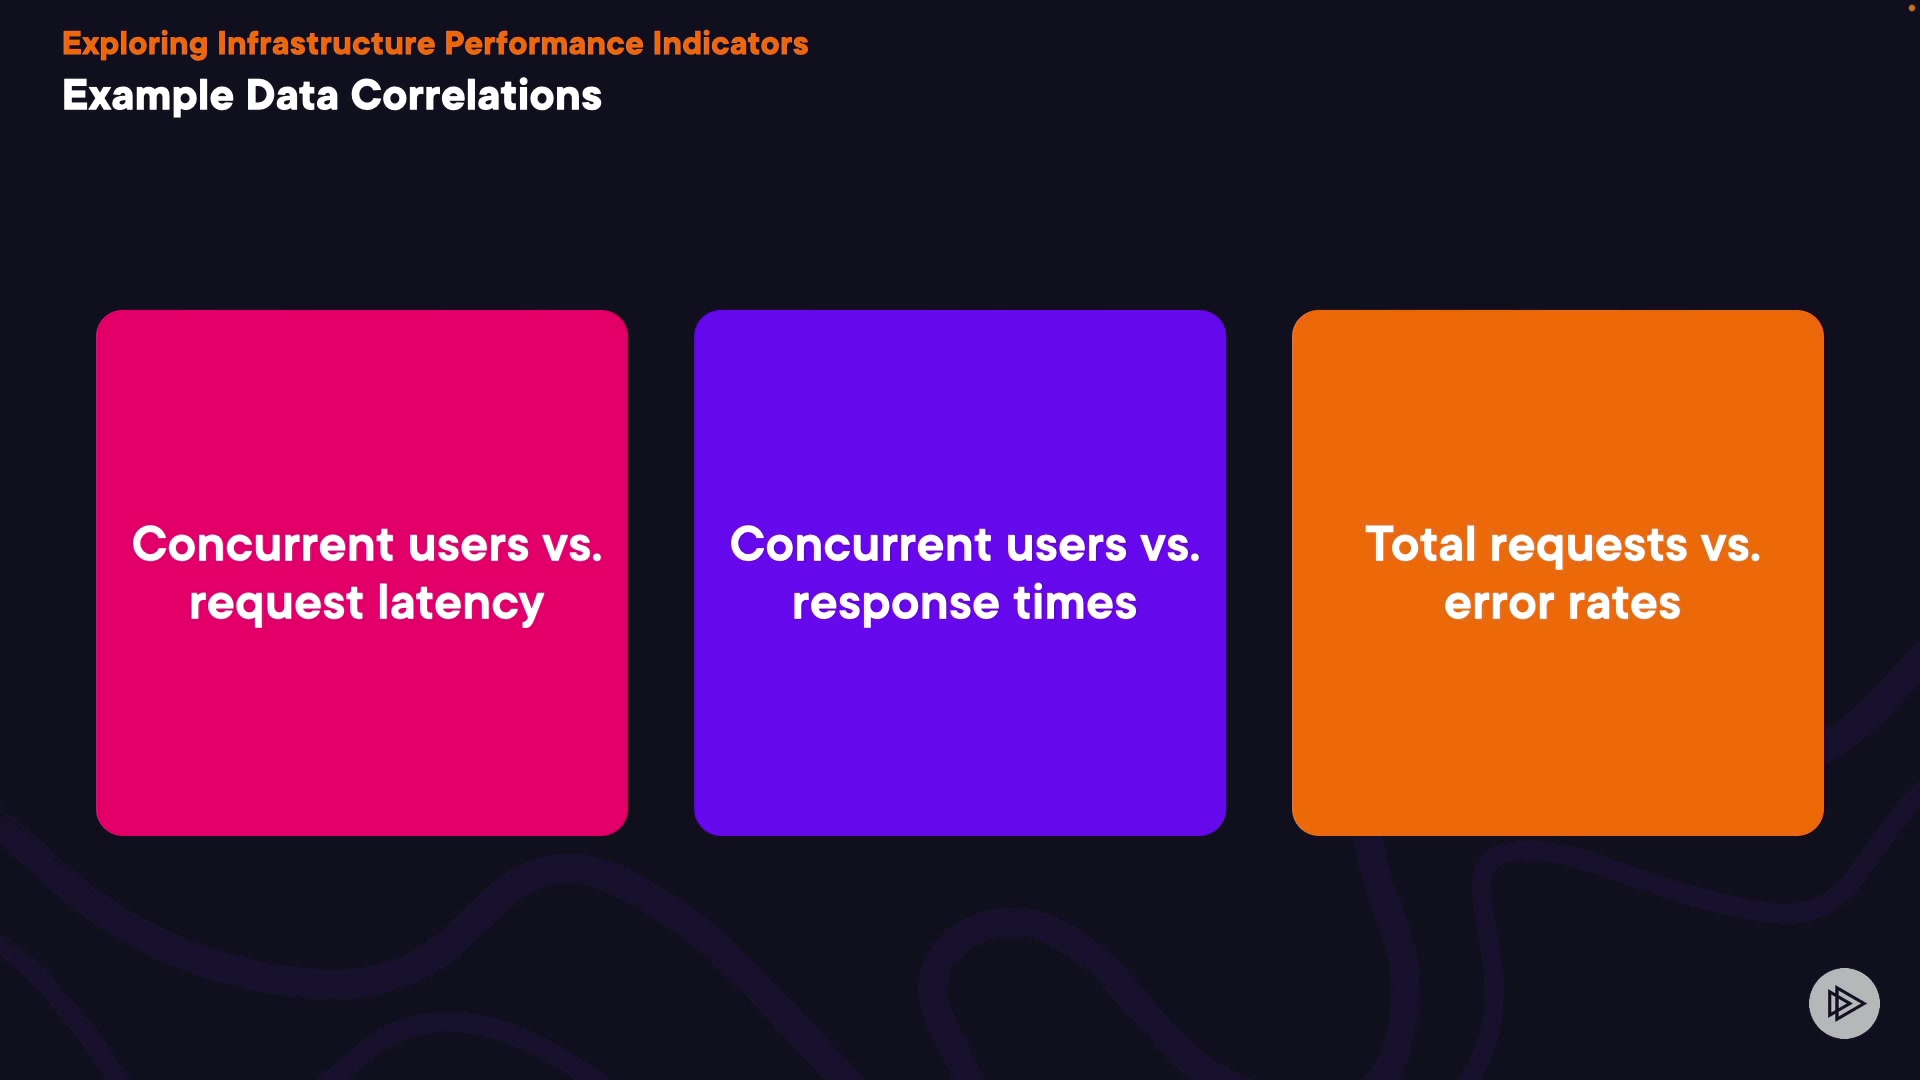 Exploring Infrastructure Performance Indicators
Example Data Correlations
Concurrent users vs.
request latency
Concurrent users vs.
response times
Total requests vs.
error rates